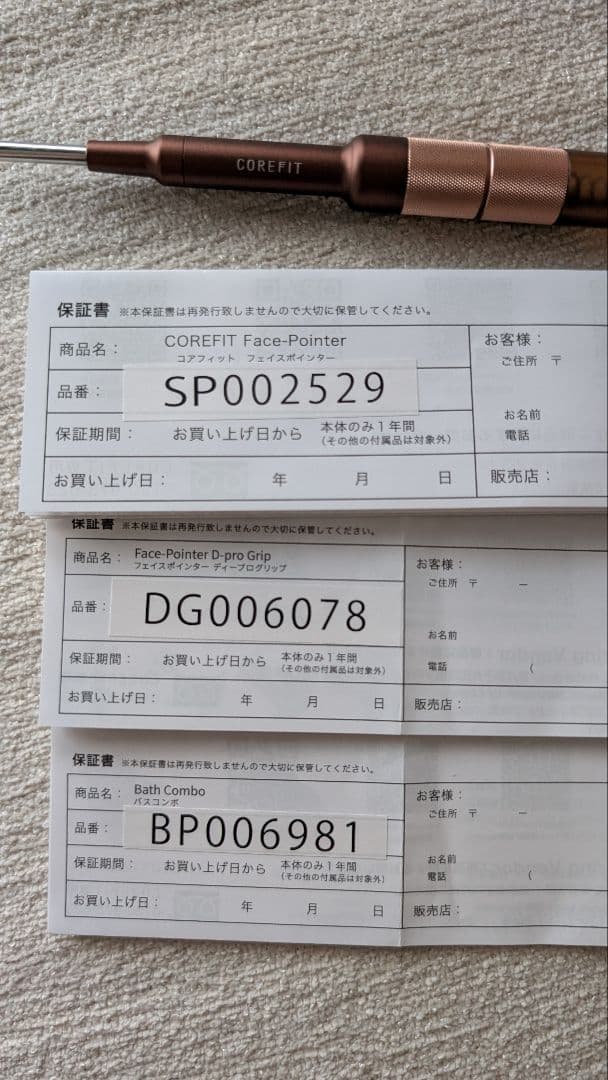 COREFIT
保証書 ※本保証書は再発行致しませんので大切に保管してください。
商品名： COREFIT Face-Pointer
コアフィット フェイスポインター
品番： SP002529
保証期間： お買い上げ日から 本体のみ1年間
（その他の付属品は対象外）
お買い上げ日： 年 月 日
お客様：
ご住所 〒
お名前
電話
販売店：
保証書 ※本保証書は再発行致しませんので大切に保管してください。
商品名： Face-Pointer D-pro Grip
フェイスポインター ディープログリップ
品番： DG006078
保証期間： お買い上げ日から 本体のみ1年間
（その他の付属品は対象外）
お買い上げ日： 年 月 日
お客様：
ご住所 〒 −
お名前
電話 (
販売店：
保証書 ※本保証書は再発行致しませんので大切に保管してください。
商品名： Bath Combo
バスコンボ
品番： BP006981
保証期間： お買い上げ日から 本体のみ1年間
（その他の付属品は対象外）
お買い上げ日： 年 月 日
お客様：
ご住所 〒 −
お名前
電話 (
販売店：